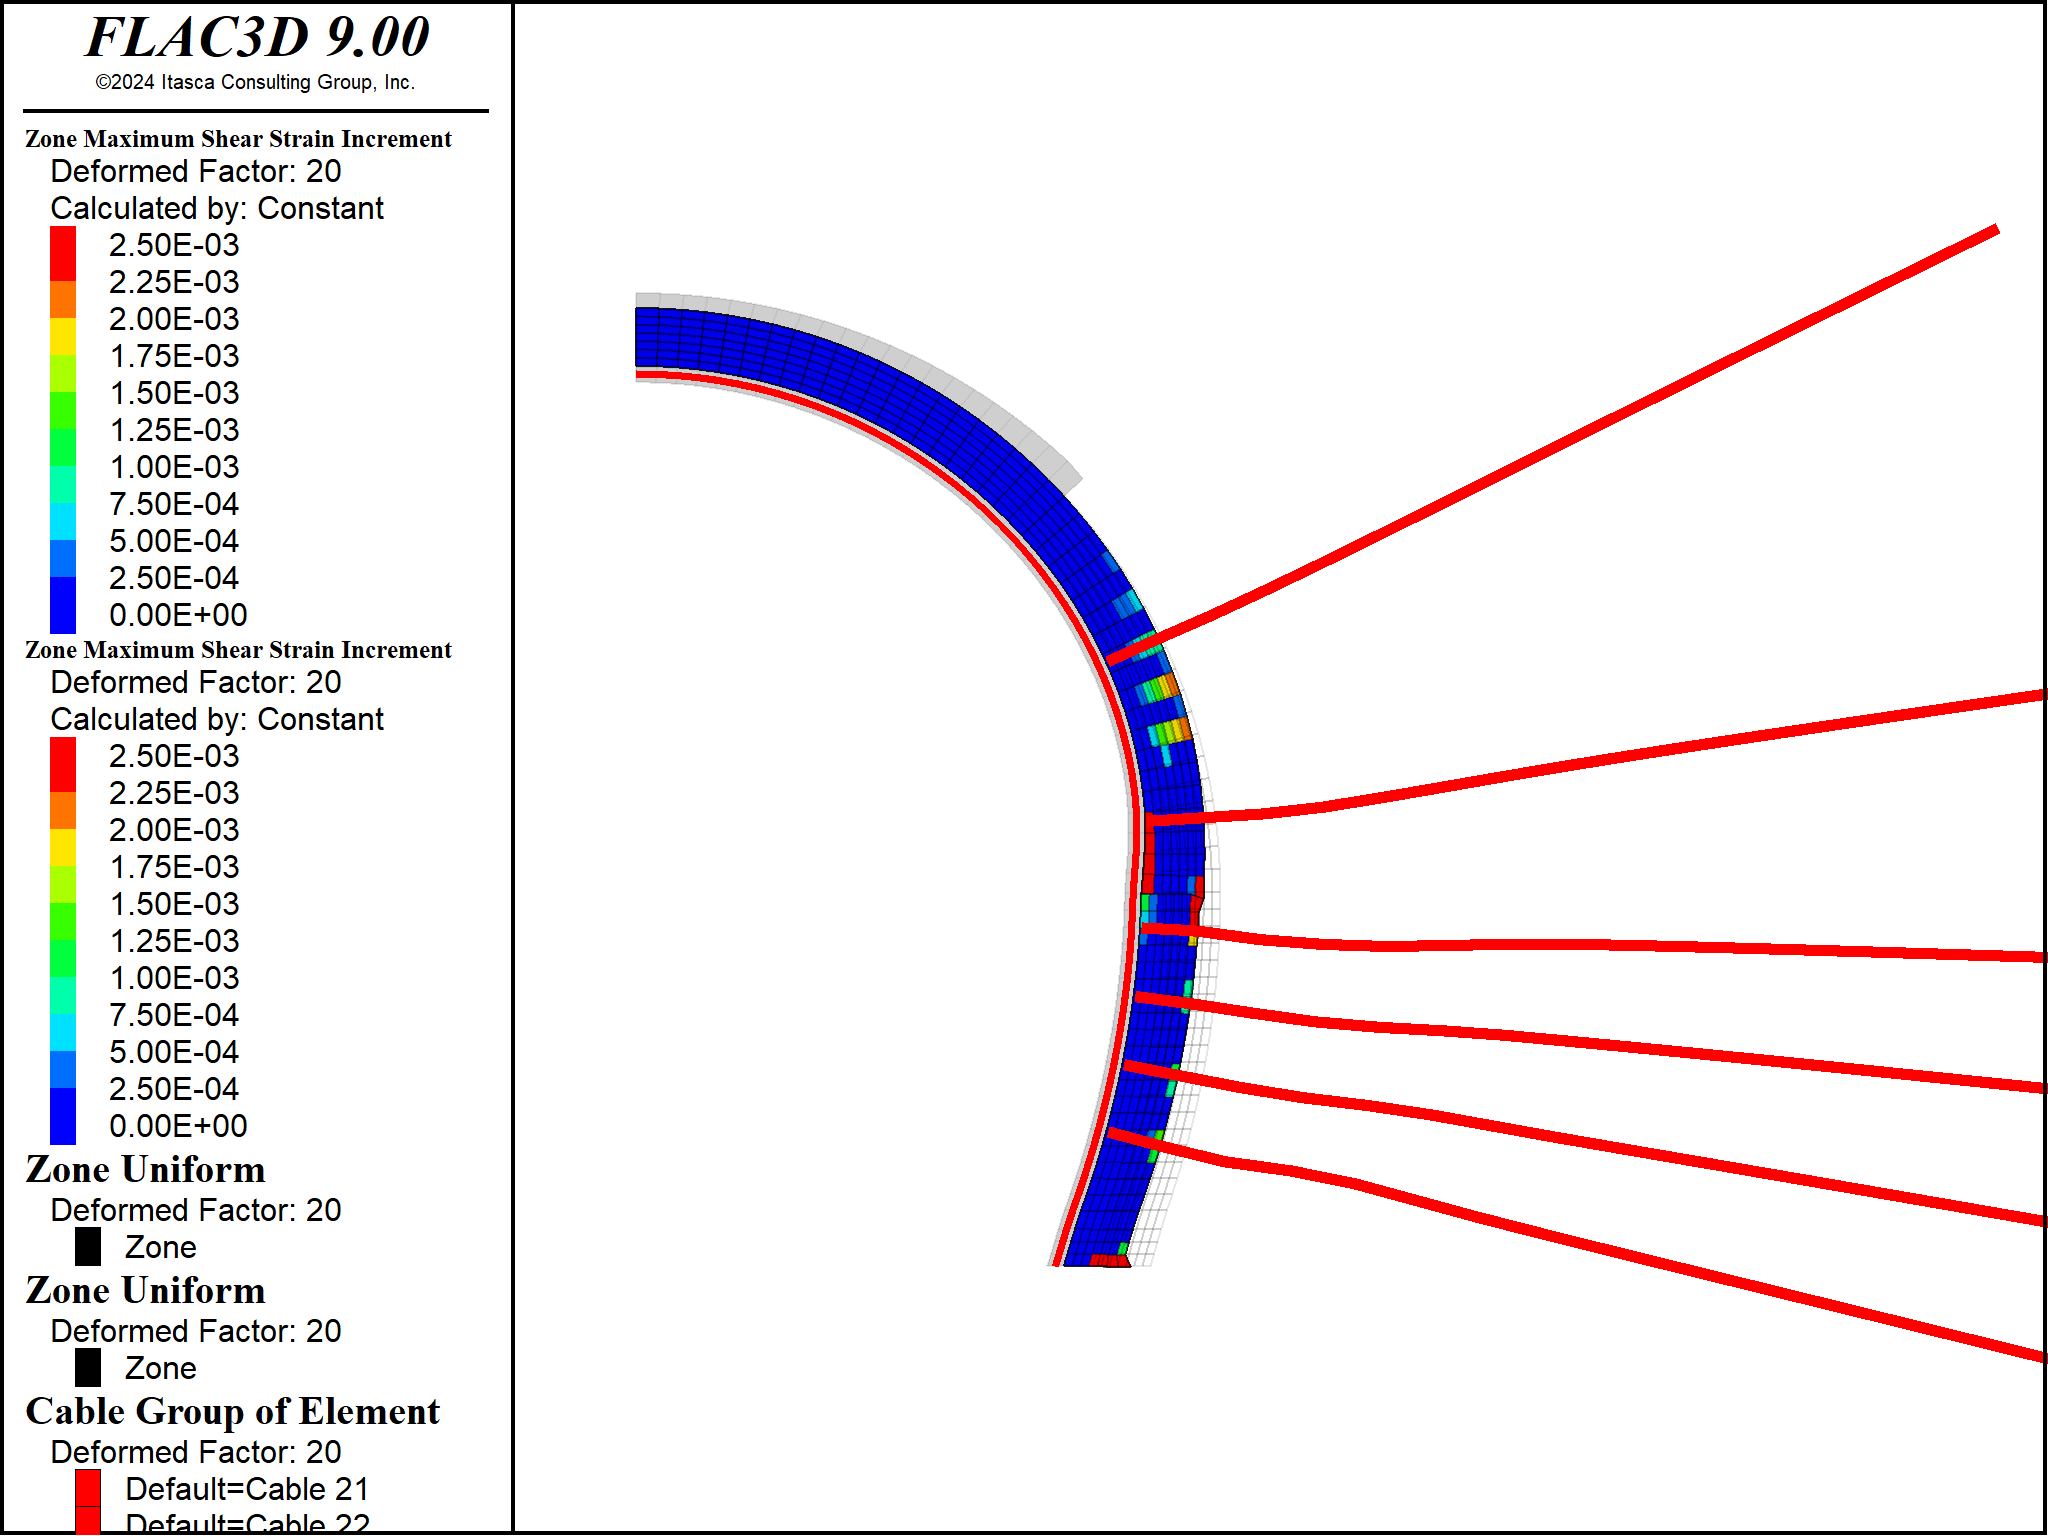 FLAC3D 9.00
©2024 Itasca Consulting Group, Inc.
Zone Maximum Shear Strain Increment
Deformed Factor: 20
Calculated by: Constant
2.50E-03
2.25E-03
2.00E-03
1.75E-03
1.50E-03
1.25E-03
1.00E-03
7.50E-04
5.00E-04
2.50E-04
0.00E+00
Zone Maximum Shear Strain Increment
Deformed Factor: 20
Calculated by: Constant
2.50E-03
2.25E-03
2.00E-03
1.75E-03
1.50E-03
1.25E-03
1.00E-03
7.50E-04
5.00E-04
2.50E-04
0.00E+00
Zone Uniform
Deformed Factor: 20
Zone
Zone Uniform
Deformed Factor: 20
Zone
Cable Group of Element
Deformed Factor: 20
Default=Cable 21
Default=Cable 22